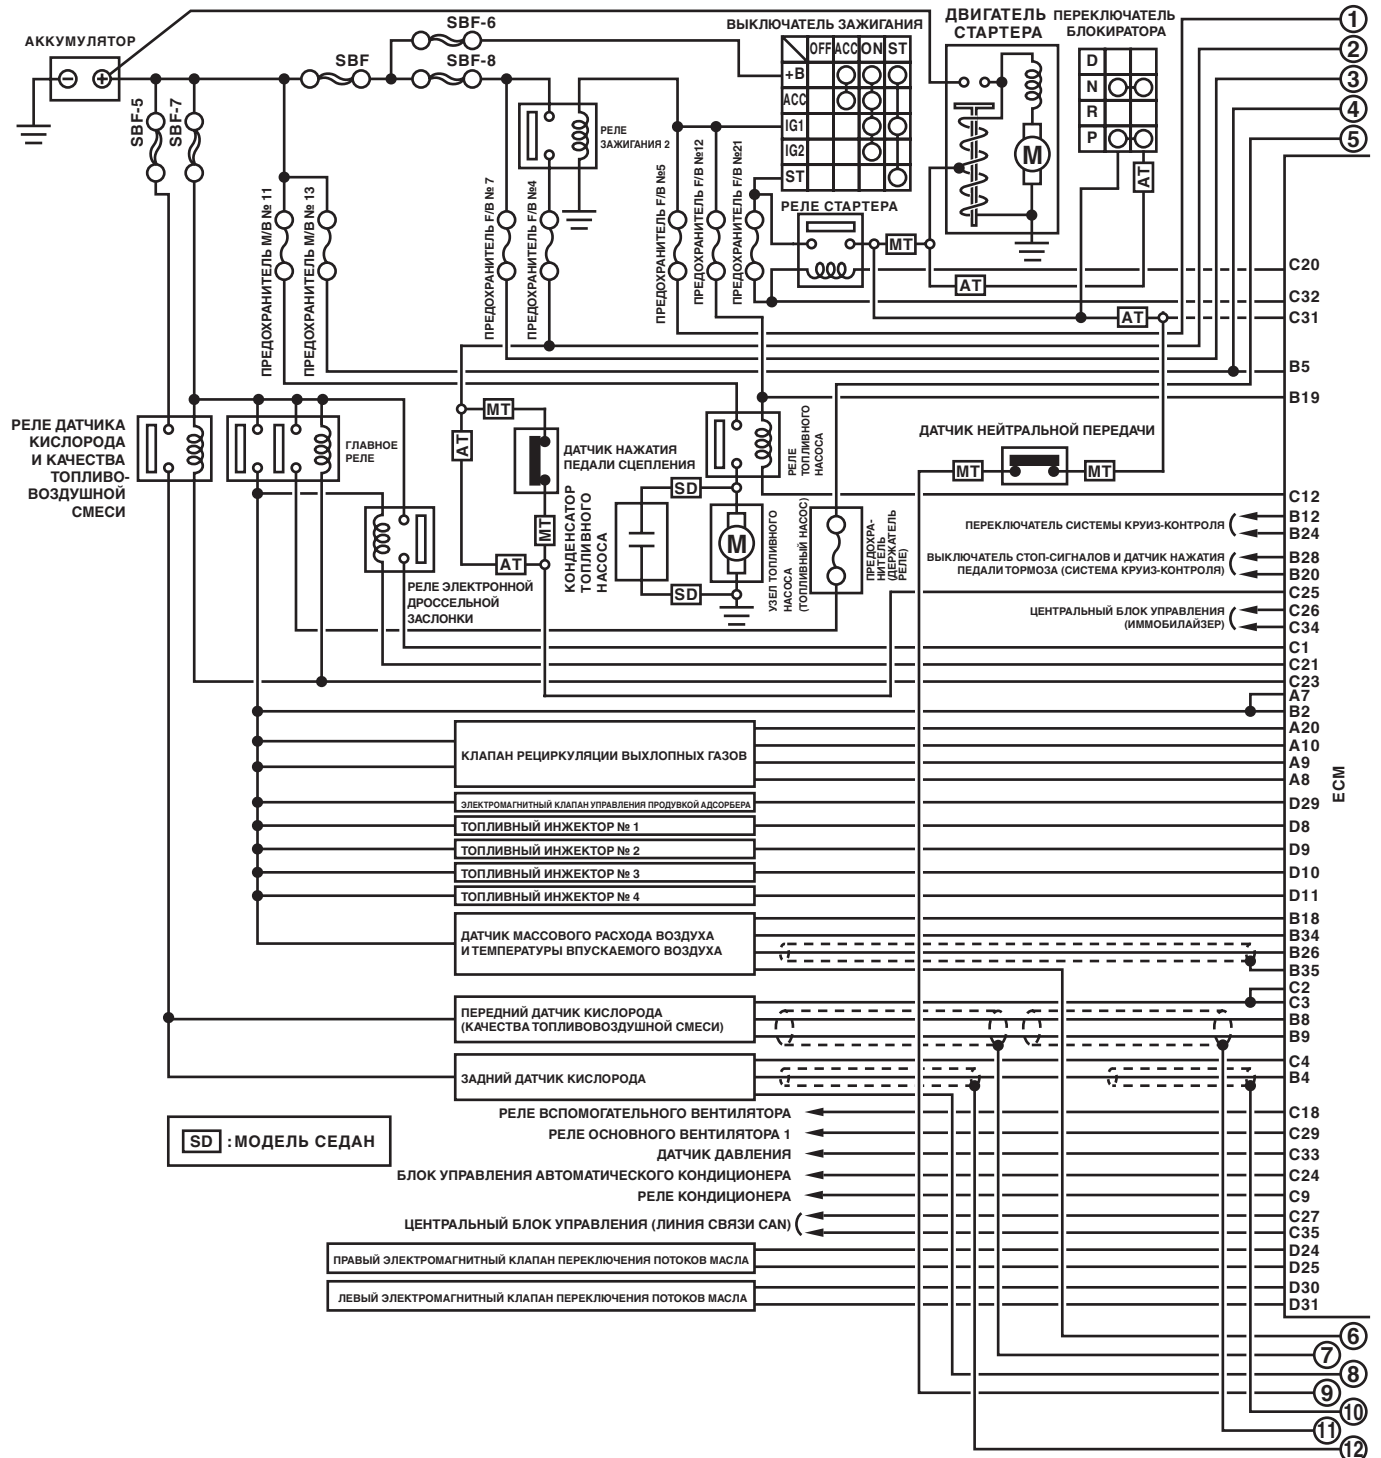 АККУМУЛЯТОР
SBF-6
SBF
SBF-8
SBF-5
SBF-7
ВЫКЛЮЧАТЕЛЬ ЗАЖИГАНИЯ
OFF ACC ON ST
+B
ACC
IG1
IG2
ST
ДВИГАТЕЛЬ
СТАРТЕРА
M
ПЕРЕКЛЮЧАТЕЛЬ
БЛОКИРАТОРА
D
N
R
P
AT
1
2
3
4
5
РЕЛЕ
ЗАЖИГАНИЯ 2
РЕЛЕ СТАРТЕРА
MT
AT
AT
ПРЕДОХРАНИТЕЛЬ M/B № 11
ПРЕДОХРАНИТЕЛЬ M/B № 13
ПРЕДОХРАНИТЕЛЬ F/B № 7
ПРЕДОХРАНИТЕЛЬ F/B №4
ПРЕДОХРАНИТЕЛЬ F/B №5
ПРЕДОХРАНИТЕЛЬ F/B №12
ПРЕДОХРАНИТЕЛЬ F/B №21
C20
C32
C31
B5
B19
РЕЛЕ ДАТЧИКА
КИСЛОРОДА
И КАЧЕСТВА
ТОПЛИВО-
ВОЗДУШНОЙ
СМЕСИ
ГЛАВНОЕ
РЕЛЕ
MT
AT
MT
AT
ДАТЧИК НАЖАТИЯ
ПЕДАЛИ СЦЕПЛЕНИЯ
РЕЛЕ
ТОПЛИВНОГО
НАСОСА
ДАТЧИК НЕЙТРАЛЬНОЙ ПЕРЕДАЧИ
MT
MT
КОНДЕНСАТОР
ТОПЛИВНОГО
НАСОСА
SD
SD
M
УЗЕЛ ТОПЛИВНОГО
НАСОСА
(ТОПЛИВНЫЙ НАСОС)
ПРЕДОХРА-
НИТЕЛЬ
(ДЕРЖАТЕЛЬ
РЕЛЕ)
РЕЛЕ ЭЛЕКТРОННОЙ
ДРОССЕЛЬНОЙ
ЗАСЛОНКИ
C12
ПЕРЕКЛЮЧАТЕЛЬ СИСТЕМЫ КРУИЗ-КОНТРОЛЯ
B12
B24
ВЫКЛЮЧАТЕЛЬ СТОП-СИГНАЛОВ И ДАТЧИК НАЖАТИЯ
ПЕДАЛИ ТОРМОЗА (СИСТЕМА КРУИЗ-КОНТРОЛЯ)
B28
B20
C25
ЦЕНТРАЛЬНЫЙ БЛОК УПРАВЛЕНИЯ
(ИММОБИЛАЙЗЕР)
C26
C34
C1
C21
C23
A7
B2
КЛАПАН РЕЦИРКУЛЯЦИИ ВЫХЛОПНЫХ ГАЗОВ
A20
A10
A9
A8
ECM
ЭЛЕКТРОМАГНИТНЫЙ КЛАПАН УПРАВЛЕНИЯ ПРОДУВКОЙ АДСОРБЕРА
D29
ТОПЛИВНЫЙ ИНЖЕКТОР № 1
D8
ТОПЛИВНЫЙ ИНЖЕКТОР № 2
D9
ТОПЛИВНЫЙ ИНЖЕКТОР № 3
D10
ТОПЛИВНЫЙ ИНЖЕКТОР № 4
D11
ДАТЧИК МАССОВОГО РАСХОДА ВОЗДУХА
И ТЕМПЕРАТУРЫ ВПУСКАЕМОГО ВОЗДУХА
B18
B34
B26
B35
C2
C3
ПЕРЕДНИЙ ДАТЧИК КИСЛОРОДА
(КАЧЕСТВА ТОПЛИВОВОЗДУШНОЙ СМЕСИ)
B8
B9
ЗАДНИЙ ДАТЧИК КИСЛОРОДА
C4
B4
SD : МОДЕЛЬ СЕДАН
РЕЛЕ ВСПОМОГАТЕЛЬНОГО ВЕНТИЛЯТОРА
C18
РЕЛЕ ОСНОВНОГО ВЕНТИЛЯТОРА 1
C29
ДАТЧИК ДАВЛЕНИЯ
C33
БЛОК УПРАВЛЕНИЯ АВТОМАТИЧЕСКОГО КОНДИЦИОНЕРА
C24
РЕЛЕ КОНДИЦИОНЕРА
C9
ЦЕНТРАЛЬНЫЙ БЛОК УПРАВЛЕНИЯ (ЛИНИЯ СВЯЗИ CAN)
C27
C35
ПРАВЫЙ ЭЛЕКТРОМАГНИТНЫЙ КЛАПАН ПЕРЕКЛЮЧЕНИЯ ПОТОКОВ МАСЛА
D24
D25
ЛЕВЫЙ ЭЛЕКТРОМАГНИТНЫЙ КЛАПАН ПЕРЕКЛЮЧЕНИЯ ПОТОКОВ МАСЛА
D30
D31
6
7
8
9
10
11
12